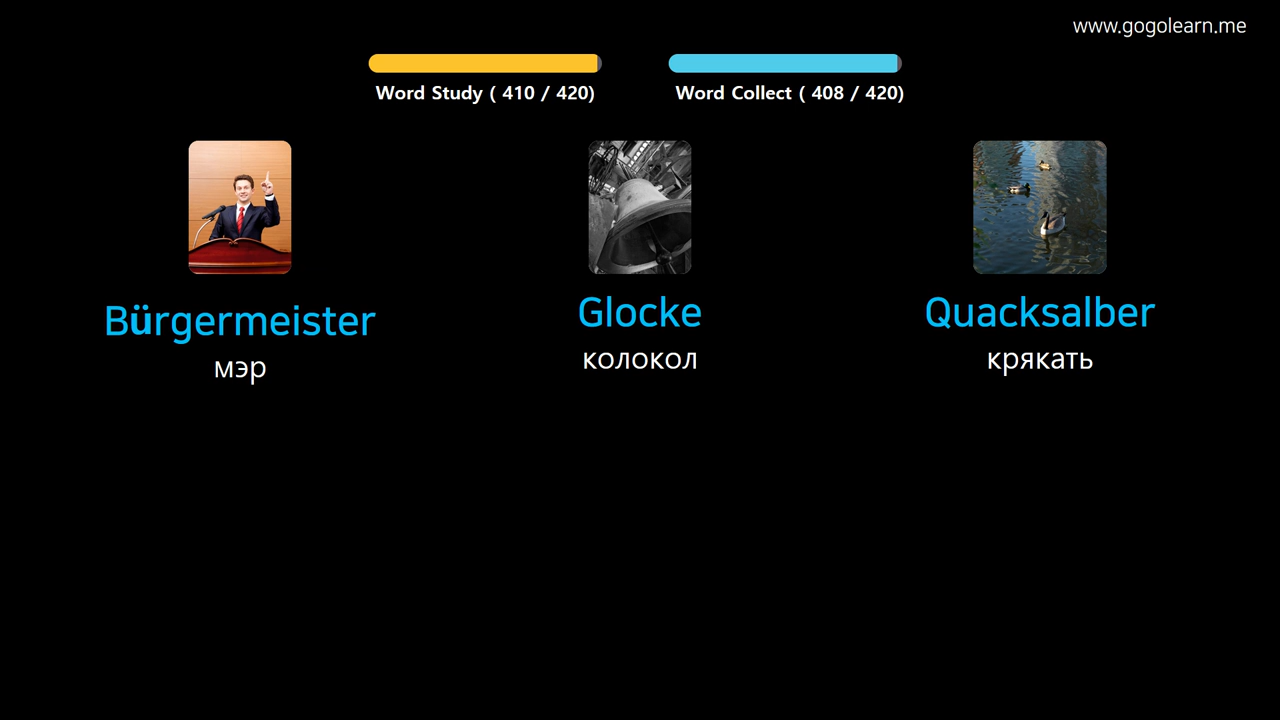 www.gogolearn.me
Word Study ( 410 / 420)
Word Collect ( 408 / 420)
Bürgermeister
мэр
Glocke
колокол
Quacksalber
крякать